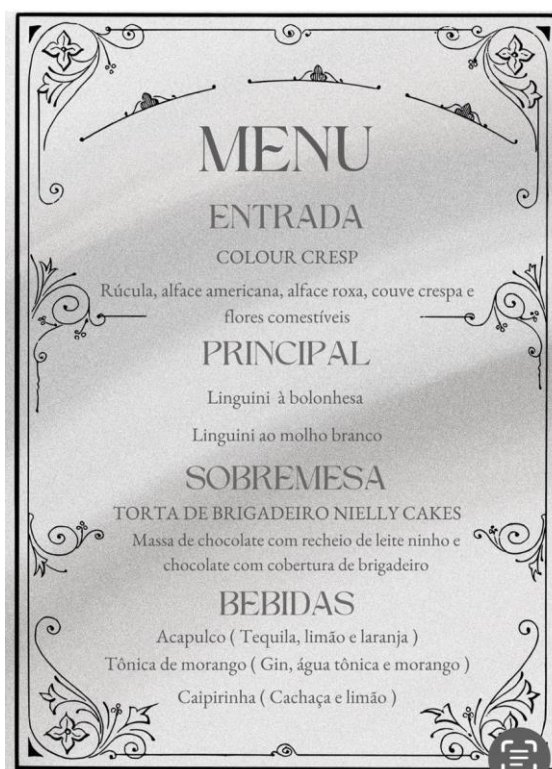 MENU
ENTRADA
COLOUR CRESP
Rúcula, alface americana, alface roxa, couve crespa e
flores comestíveis
PRINCIPAL
Linguini à bolonhesa
Linguini ao molho branco
SOBREMESA
TORTA DE BRIGADEIRO NIELLY CAKES
Massa de chocolate com recheio de leite ninho e
chocolate com cobertura de brigadeiro
BEBIDAS
Acapulco ( Tequila, limão e laranja )
Tônica de morango ( Gin, água tônica e morango )
Caipirinha ( Cachaça e limão )